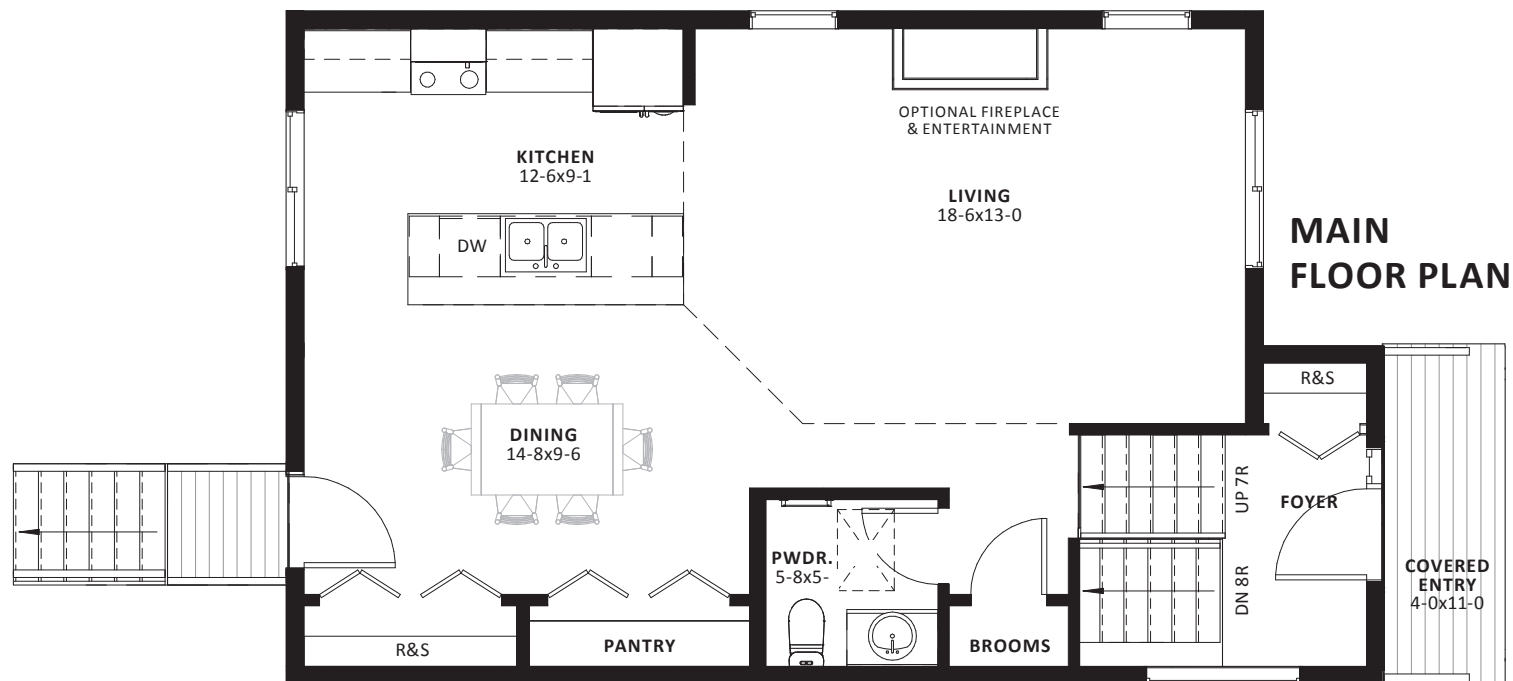 OPTIONAL FIREPLACE
& ENTERTAINMENT
KITCHEN
12-6x9-1
LIVING
18-6x13-0
MAIN
FLOOR PLAN
DW
R&S
DINING
14-8x9-6
UP 7R
FOYER
PWDR.
5-8x5-
DN 8R
COVERED
ENTRY
4-0x11-0
R&S
PANTRY
BROOMS